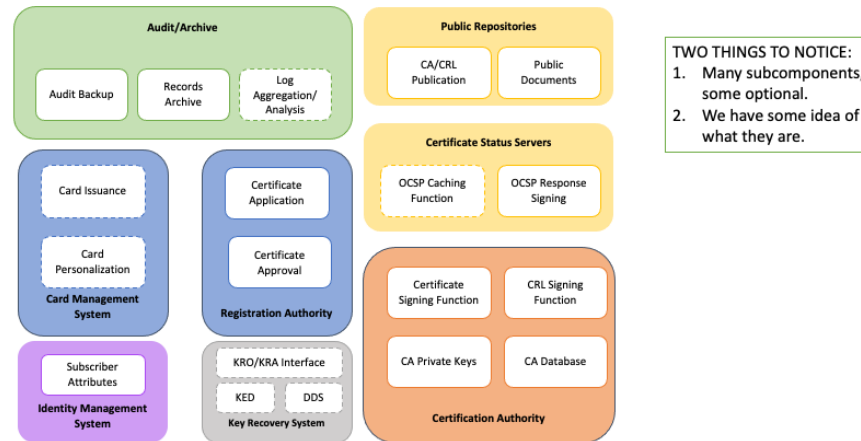 Audit/Archive
Audit Backup
Records
Archive
Log
Aggregation/
Analysis
Public Repositories
CA/CRL
Publication
Public
Documents
TWO THINGS TO NOTICE:
1. Many subcomponents,
some optional.
2. We have some idea of
what they are.
Certificate Status Servers
OCSP Caching
Function
OCSP Response
Signing
Card Issuance
Card
Personalization
Card Management
System
Certificate
Application
Certificate
Approval
Registration Authority
Certificate
Signing Function
CRL Signing
Function
CA Private Keys
CA Database
Certification Authority
Subscriber
Attributes
Identity Management
System
KRO/KRA Interface
KED
DDS
Key Recovery System